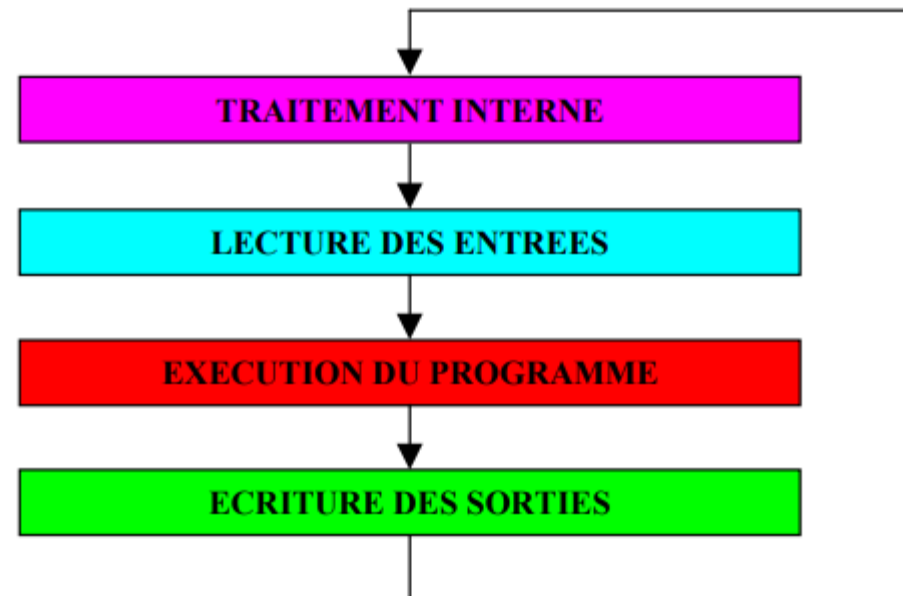 TRAITEMENT INTERNE
LECTURE DES ENTREES
EXECUTION DU PROGRAMME
ECRITURE DES SORTIES